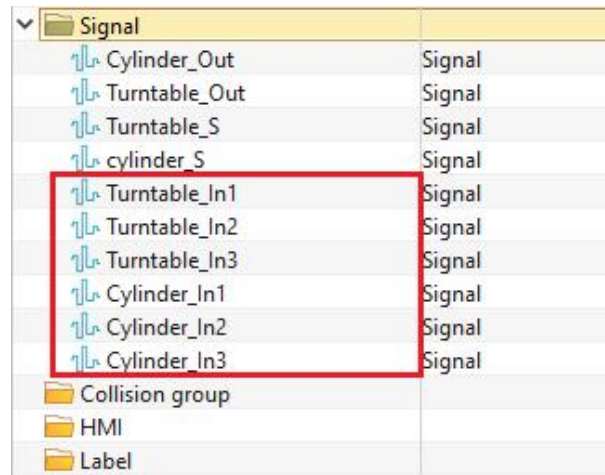 Signal
Cylinder_Out Signal
Turntable_Out Signal
Turntable_S Signal
cylinder_S Signal
Turntable_In1 Signal
Turntable_In2 Signal
Turntable_In3 Signal
Cylinder_In1 Signal
Cylinder_In2 Signal
Cylinder_In3 Signal
Collision group
HMI
Label